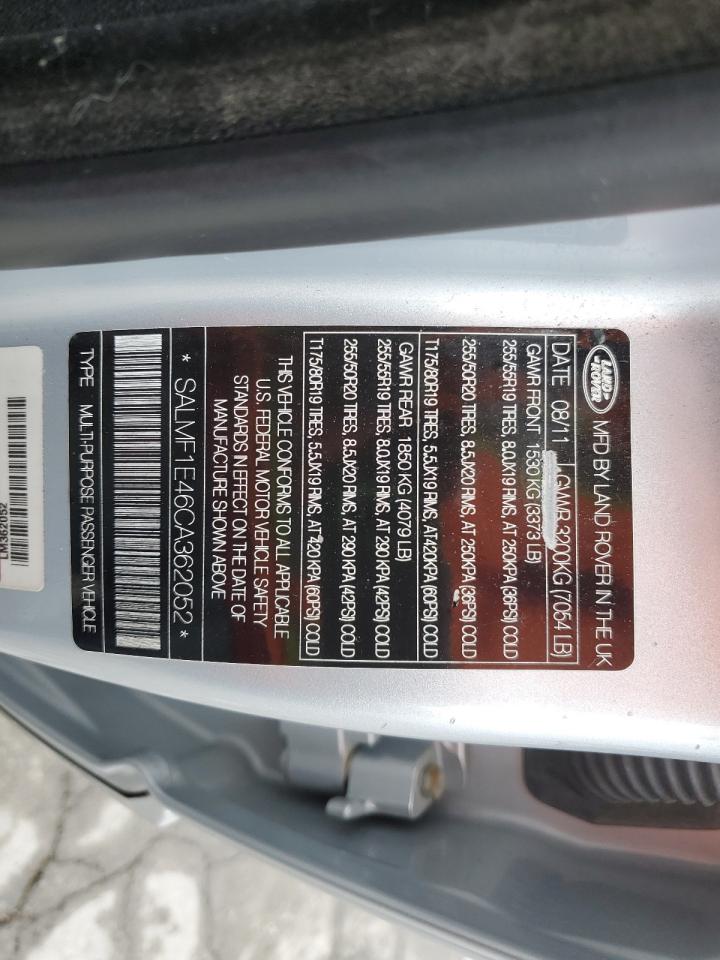 LAND-
ROVER
MFD BY LAND ROVER IN THE UK
DATE 08/11 GAWR 3200KG (7054 LB)
GAWR FRONT 1530 KG (3373 LB)
255/55R19 TIRES, 8.0JX19 RIMS, AT 250KPA (36PSI) COLD
255/50R20 TIRES, 8.5JX20 RIMS, AT 250KPA (36PSI) COLD
T175/80R19 TIRES, 5.5JX19 RIMS, AT 420KPA (60PSI) COLD
GAWR REAR 1850 KG (4079 LB)
255/55R19 TIRES, 8.0JX19 RIMS, AT 290 KPA (42PSI) COLD
255/50R20 TIRES, 8.5JX20 RIMS, AT 290 KPA (42PSI) COLD
T175/80R19 TIRES, 5.5JX19 RIMS, AT 420KPA (60PSI) COLD
THIS VEHICLE CONFORMS TO ALL APPLICABLE
U.S. FEDERAL MOTOR VEHICLE SAFETY
STANDARDS IN EFFECT ON THE DATE OF
MANUFACTURE SHOWN ABOVE
* SALMF1E46CA362052 *
TYPE MULTI-PURPOSE PASSENGER VEHICLE